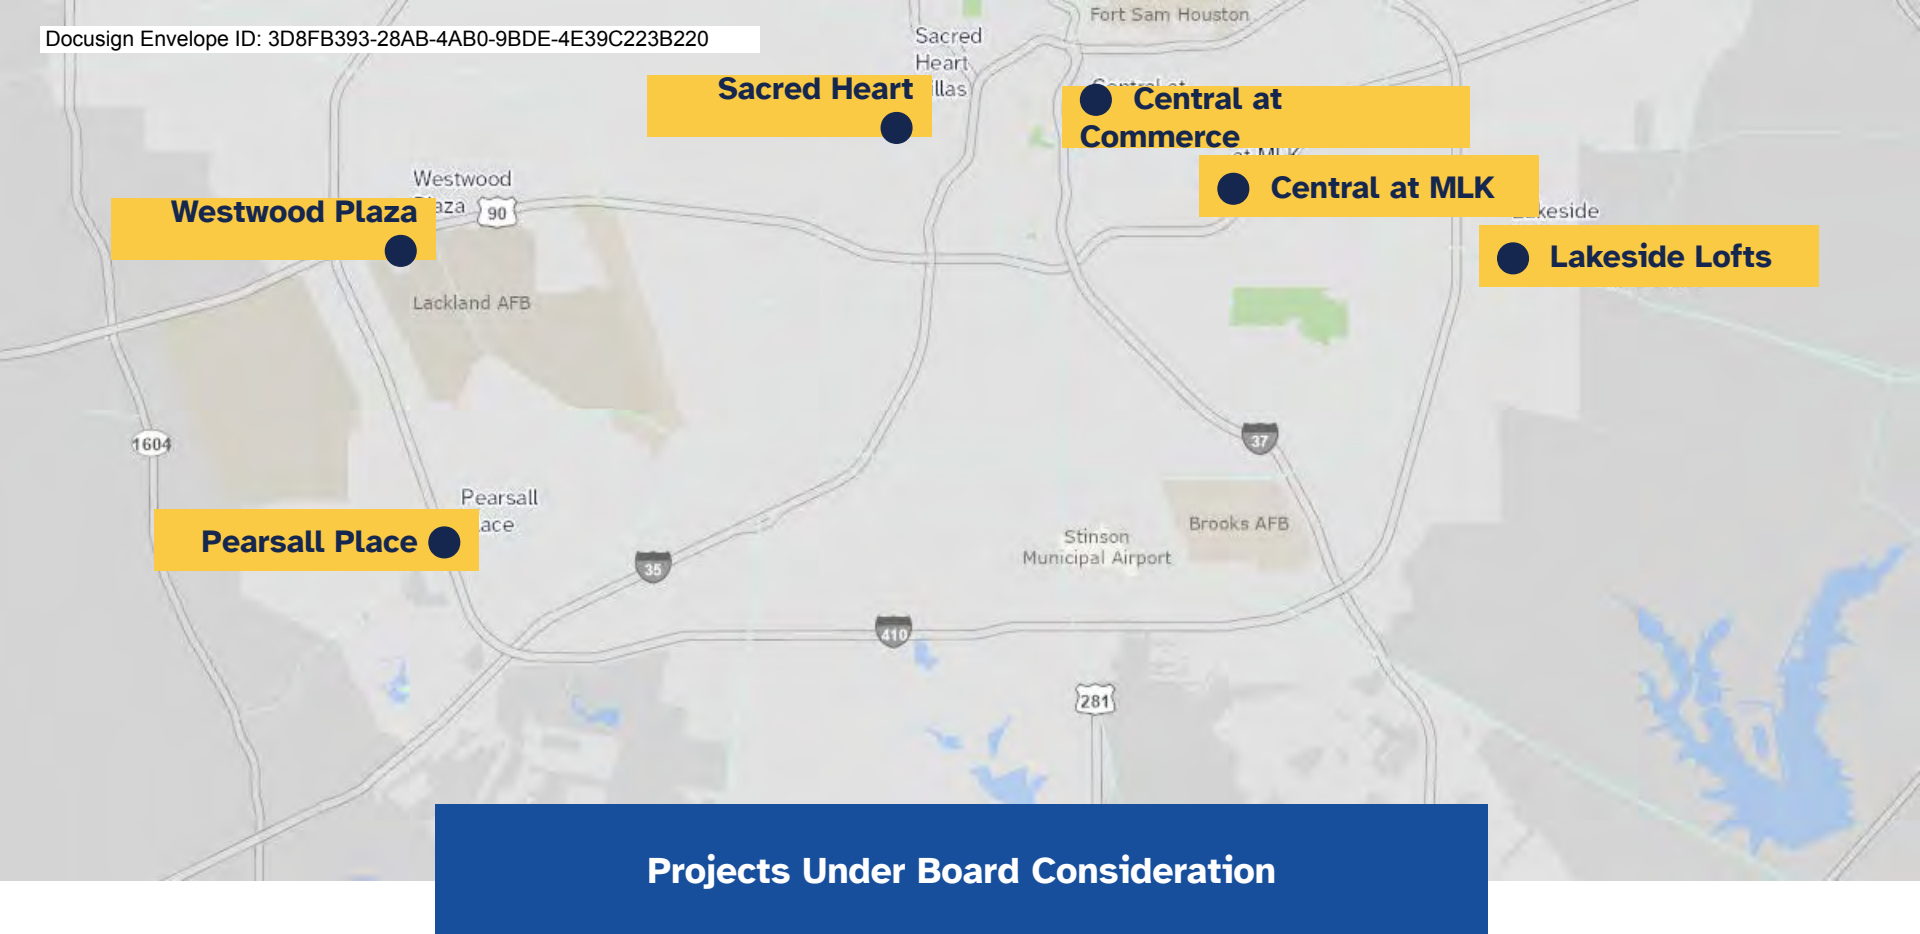 Docusign Envelope ID: 3D8FB393-28AB-4AB0-9BDE-4E39C223B220
Fort Sam Houston
Sacred
Heart
Sacred Heart
Central at
Commerce
Westwood
Central at MLK
90
Westwood Plaza
Lakeside Lofts
Lackland AFB
37
1604
Pearsall
Pearsall Place
Brooks AFB
Stinson
Municipal Airport
35
410
281
Projects Under Board Consideration